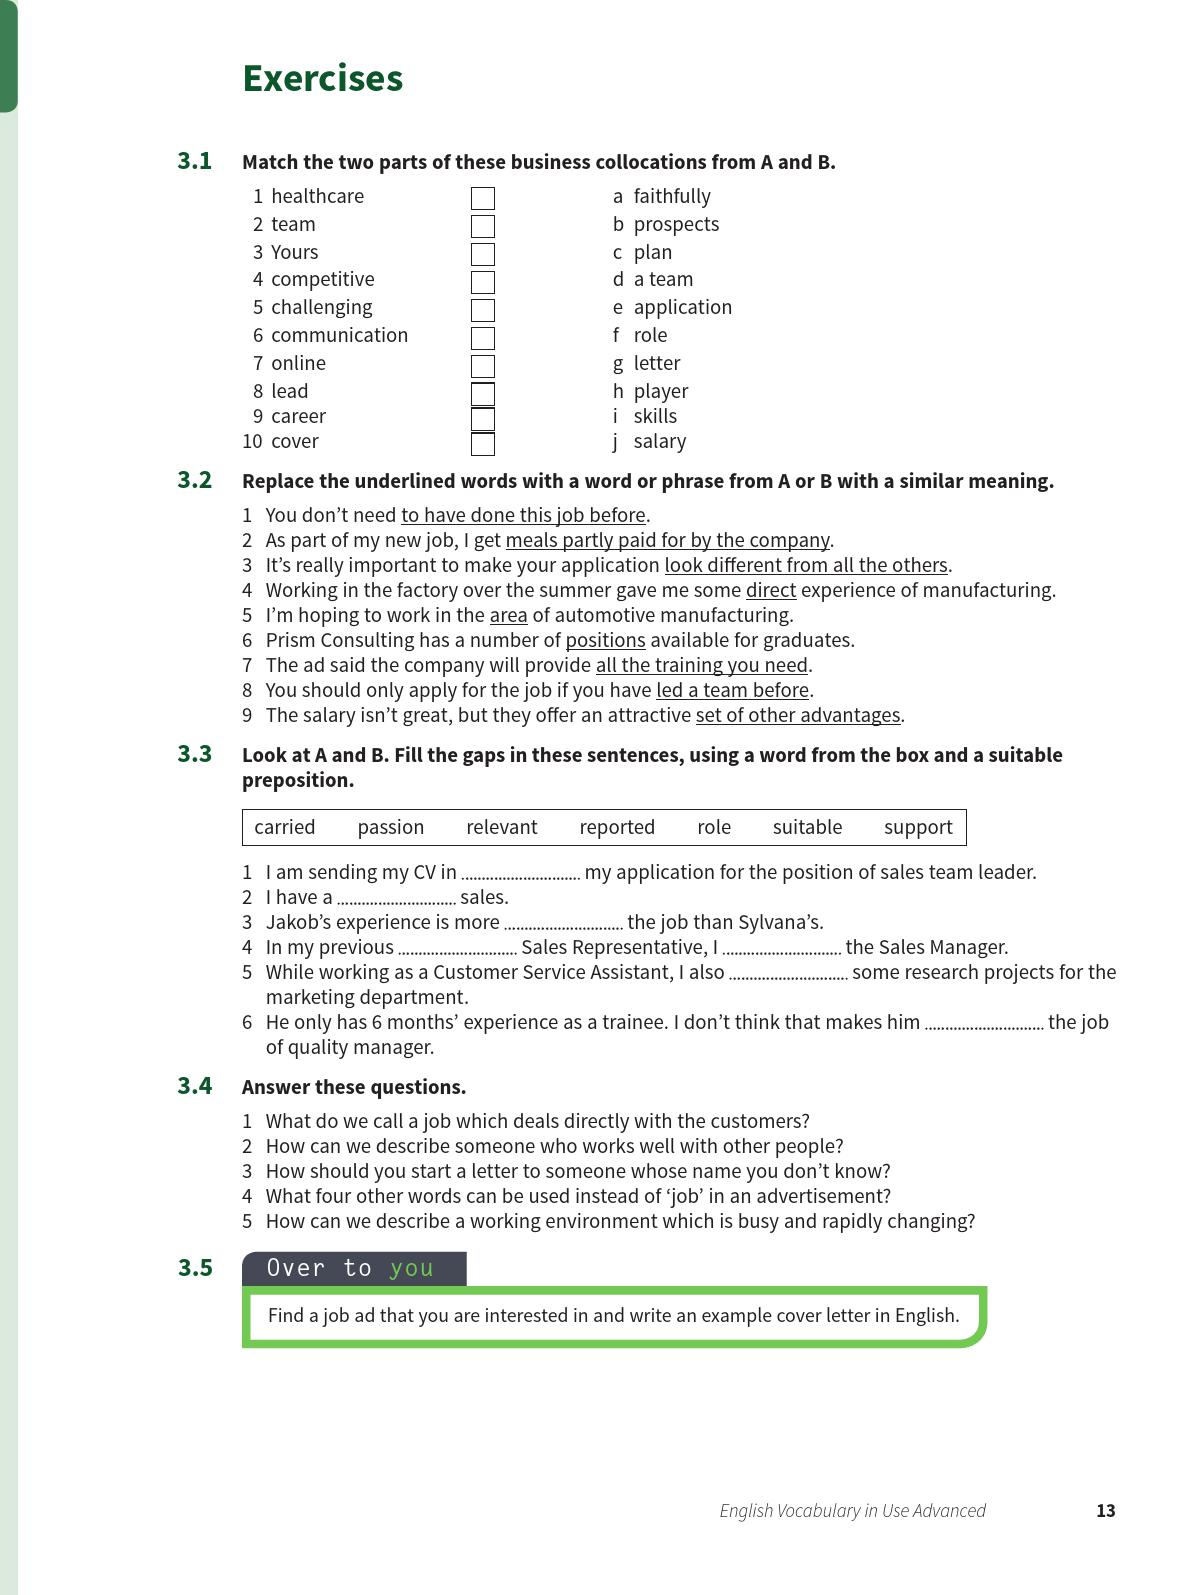 Exercises
3.1 Match the two parts of these business collocations from A and B.
1 healthcare a faithfully
2 team b prospects
3 Yours c plan
4 competitive d a team
5 challenging e application
6 communication f role
7 online g letter
8 lead h player
9 career i skills
10 cover j salary
3.2 Replace the underlined words with a word or phrase from A or B with a similar meaning.
1 You don’t need to have done this job before.
2 As part of my new job, I get meals partly paid for by the company.
3 It’s really important to make your application look different from all the others.
4 Working in the factory over the summer gave me some direct experience of manufacturing.
5 I’m hoping to work in the area of automotive manufacturing.
6 Prism Consulting has a number of positions available for graduates.
7 The ad said the company will provide all the training you need.
8 You should only apply for the job if you have led a team before.
9 The salary isn’t great, but they offer an attractive set of other advantages.
3.3 Look at A and B. Fill the gaps in these sentences, using a word from the box and a suitable
preposition.
carried passion relevant reported role suitable support
1 I am sending my CV in ............................. my application for the position of sales team leader.
2 I have a ............................. sales.
3 Jakob’s experience is more ............................. the job than Sylvana’s.
4 In my previous ............................. Sales Representative, I ............................. the Sales Manager.
5 While working as a Customer Service Assistant, I also ............................. some research projects for the
marketing department.
6 He only has 6 months’ experience as a trainee. I don’t think that makes him ............................. the job
of quality manager.
3.4 Answer these questions.
1 What do we call a job which deals directly with the customers?
2 How can we describe someone who works well with other people?
3 How should you start a letter to someone whose name you don’t know?
4 What four other words can be used instead of ‘job’ in an advertisement?
5 How can we describe a working environment which is busy and rapidly changing?
3.5 Over to you
Find a job ad that you are interested in and write an example cover letter in English.
English Vocabulary in Use Advanced 13